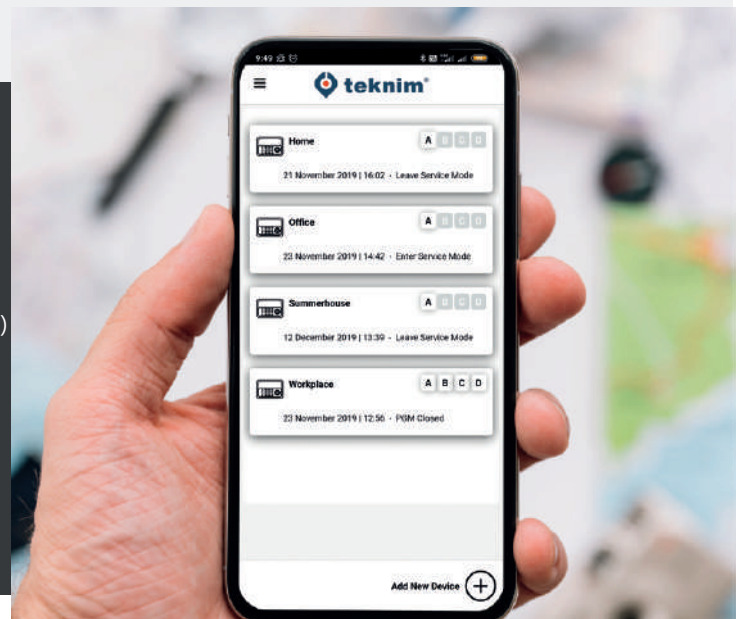 9:49
teknim
Home
A B C D
21 November 2019 | 16:02 - Leave Service Mode
Office
A B C D
23 November 2019 | 14:42 - Enter Service Mode
)
Summerhouse
A B C D
12 December 2019 | 13:39 - Leave Service Mode
Workplace
A B C D
23 November 2019 | 12:56 - PGM Closed
Add New Device